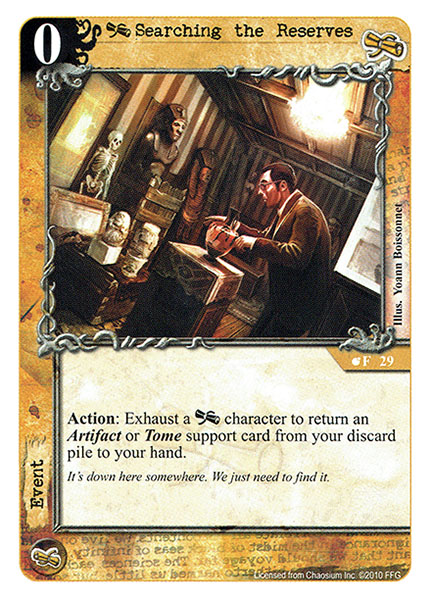 0
Searching the Reserves
Illus. Yoann Boissonnet
F 29
Action: Exhaust a character to return an
Artifact or Tome support card from your discard
pile to your hand.
It's down here somewhere. We just need to find it.
Event
Licensed from Chaosium Inc. ©2010 FFG